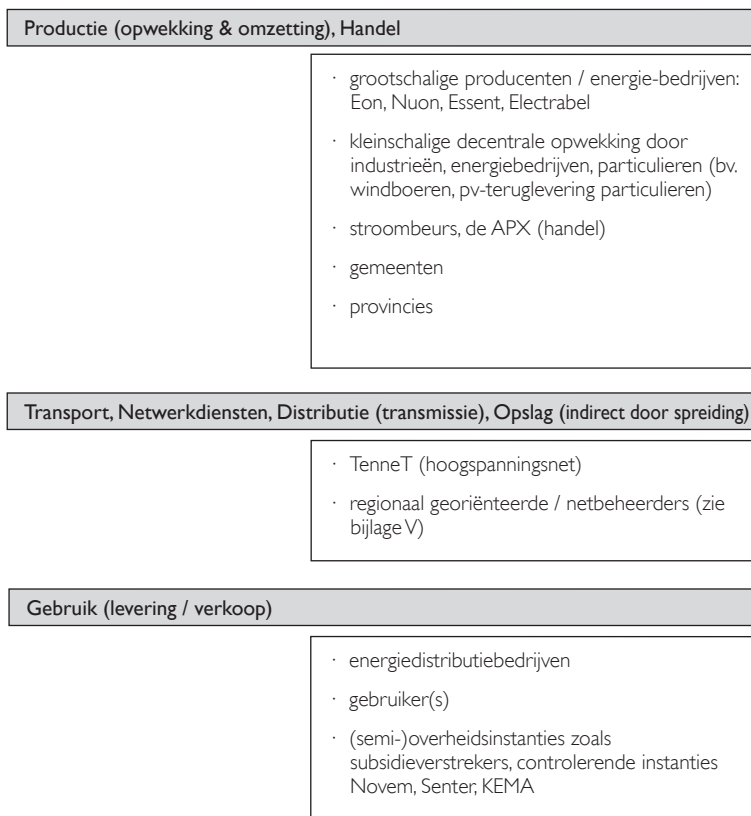 Productie (opwekking & omzetting), Handel
· grootschalige producenten / energie-bedrijven:
Eon, Nuon, Essent, Electrabel
· kleinschalige decentrale opwekking door
industrieën, energiebedrijven, particulieren (bv.
windboeren, pv-teruglevering particulieren)
· stroombeurs, de APX (handel)
· gemeenten
· provincies
Transport, Netwerkdiensten, Distributie (transmissie), Opslag (indirect door spreiding)
· TenneT (hoogspanningsnet)
· regionaal georiënteerde / netbeheerders (zie
bijlage V)
Gebruik (levering / verkoop)
· energiedistributiebedrijven
· gebruiker(s)
· (semi-)overheidsinstanties zoals
subsidieverstrekers, controlerende instanties
Novem, Senter, KEMA